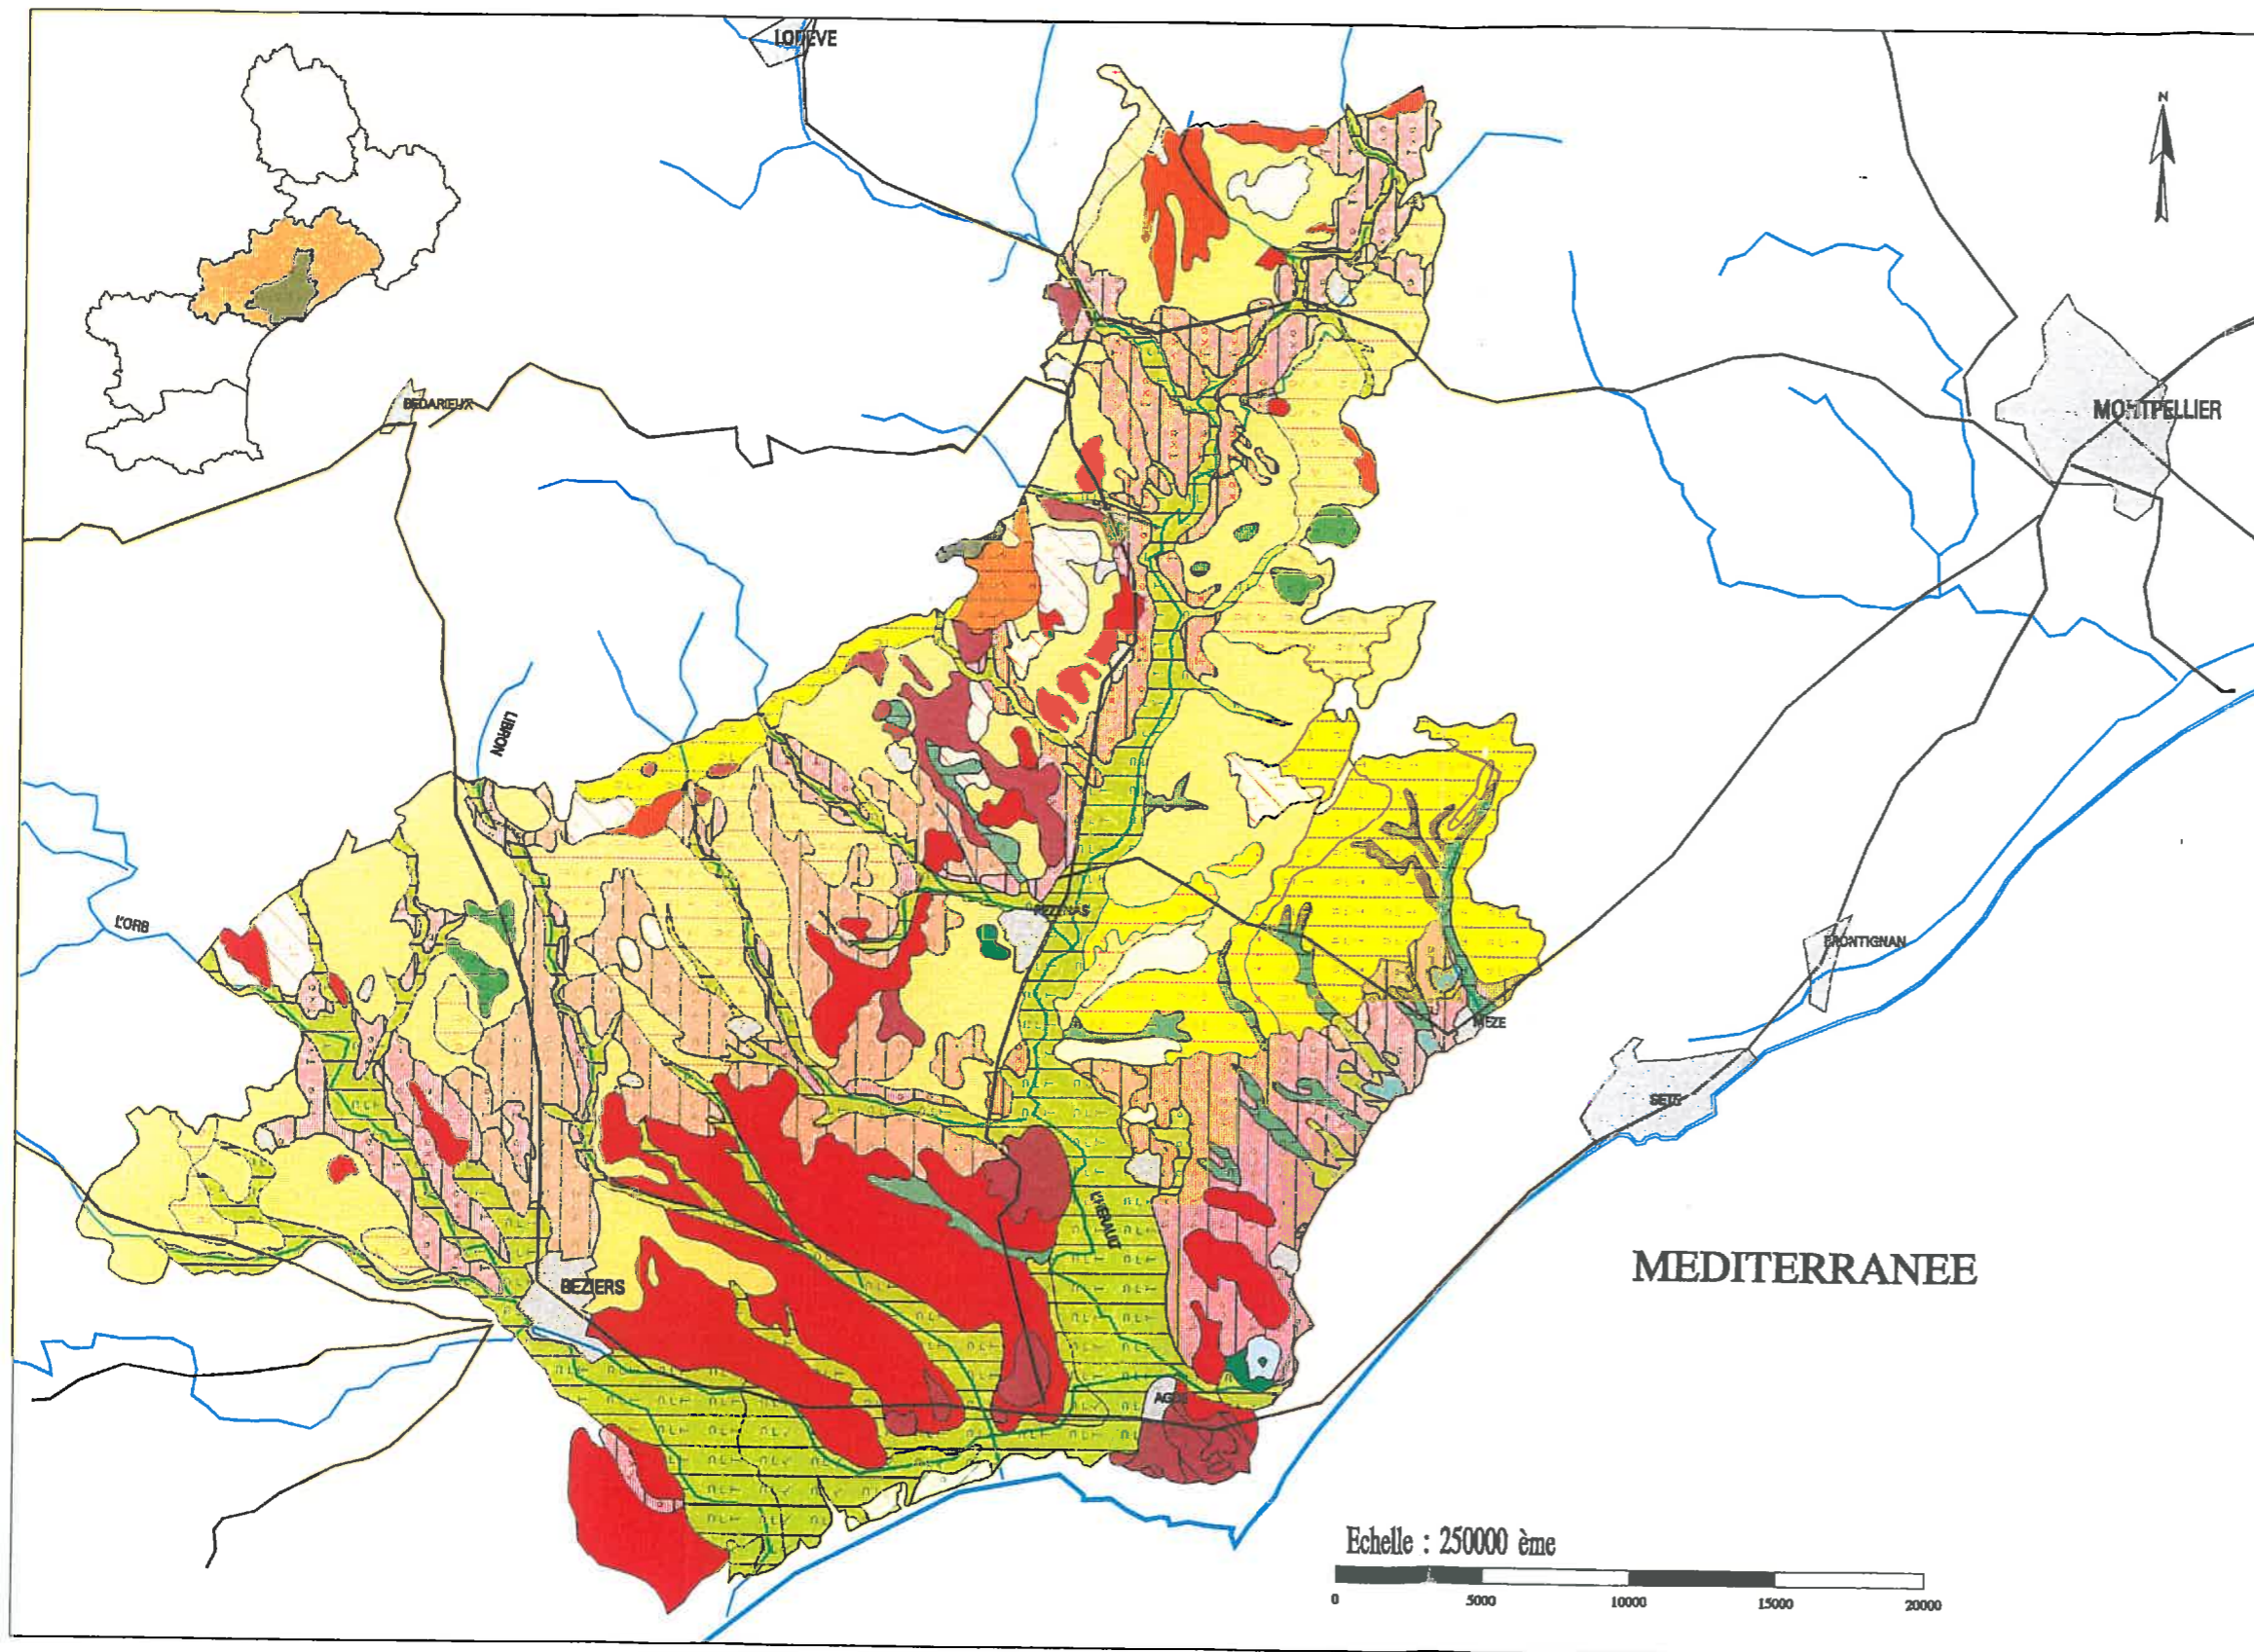 LODEVE
N
BEDARIEUX
MONTPELLIER
LIBRON
L'ORB
PEZENAS
FRONTIGNAN
MEZE
SETE
L'HERAULT
MEDITERRANEE
BEZIERS
AGDE
Echelle : 250000 ème
0 5000 10000 15000 20000